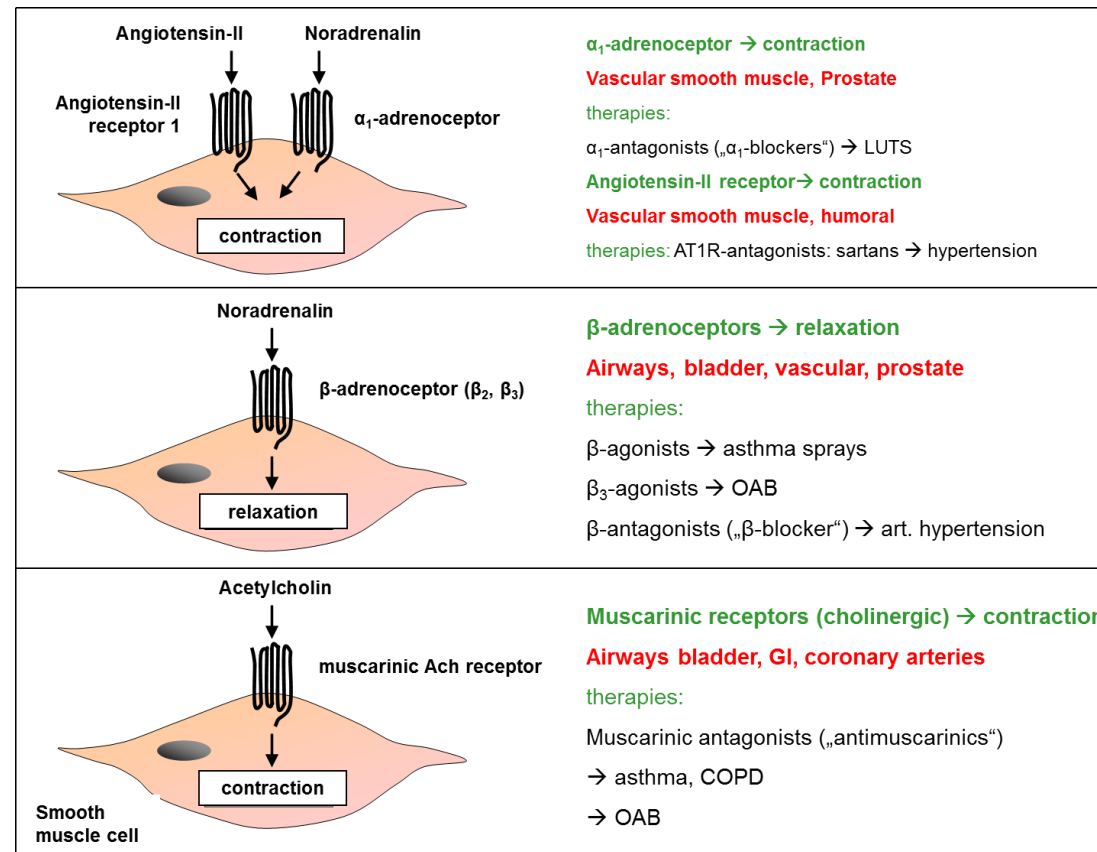 Angiotensin-II
Noradrenalin
Angiotensin-II
receptor 1
α₁-adrenoceptor
contraction
α₁-adrenoceptor → contraction
Vascular smooth muscle, Prostate
therapies:
α₁-antagonists („α₁-blockers“) → LUTS
Angiotensin-II receptor→ contraction
Vascular smooth muscle, humoral
therapies: AT1R-antagonists: sartans → hypertension
Noradrenalin
β-adrenoceptor (β₂, β₃)
relaxation
β-adrenoceptors → relaxation
Airways, bladder, vascular, prostate
therapies:
β-agonists → asthma sprays
β₃-agonists → OAB
β-antagonists („β-blocker“) → art. hypertension
Acetylcholin
muscarinic Ach receptor
contraction
Smooth
muscle cell
Muscarinic receptors (cholinergic) → contraction
Airways bladder, GI, coronary arteries
therapies:
Muscarinic antagonists („antimuscarinics“)
→ asthma, COPD
→ OAB